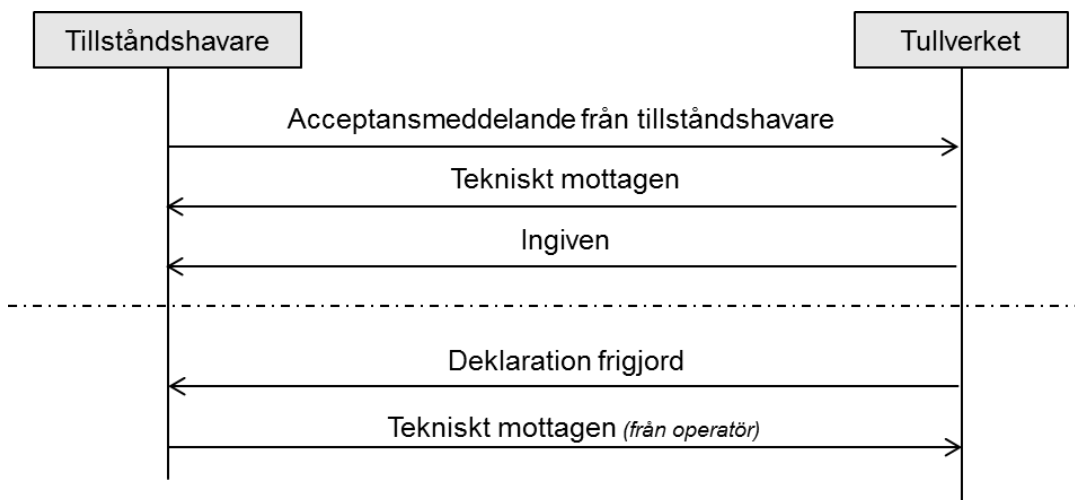 Tillståndshavare
Tullverket
Acceptansmeddelande från tillståndshavare
Tekniskt mottagen
Ingiven
Deklaration frigjord
Tekniskt mottagen (från operatör)